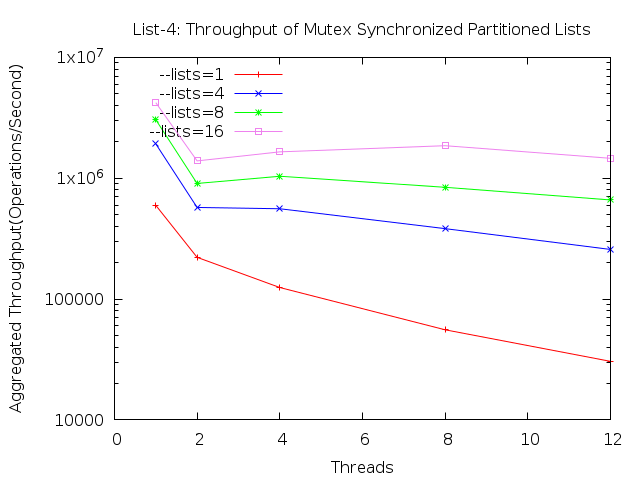 List-4: Throughput of Mutex Synchronized Partitioned Lists
1x10^7
--lists=1
--lists=4
--lists=8
--lists=16
1x10^6
100000
10000
Aggregated Throughput(Operations/Second)
0 2 4 6 8 10 12
Threads